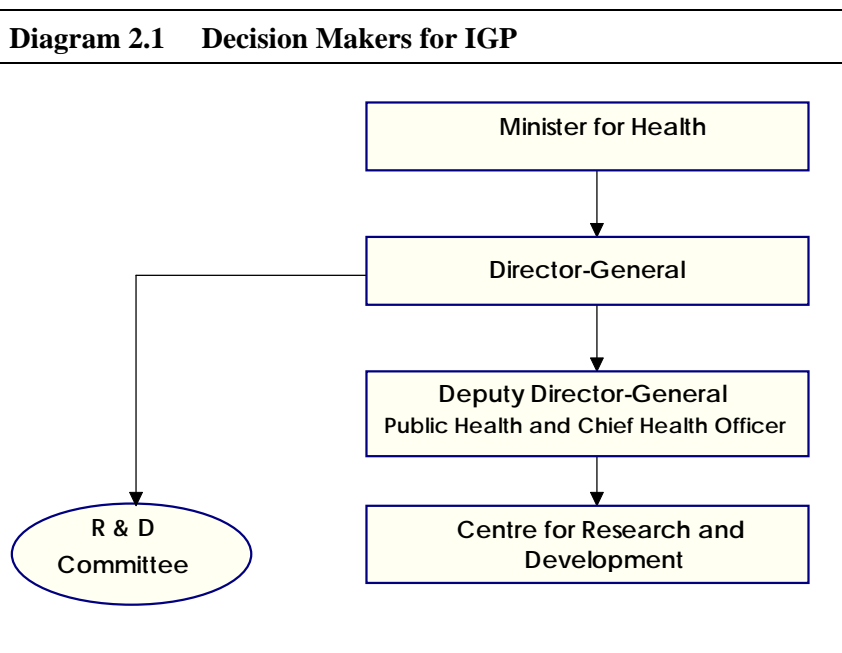 Diagram 2.1 Decision Makers for IGP
Minister for Health
Director-General
Deputy Director-General
Public Health and Chief Health Officer
R & D
Committee
Centre for Research and
Development